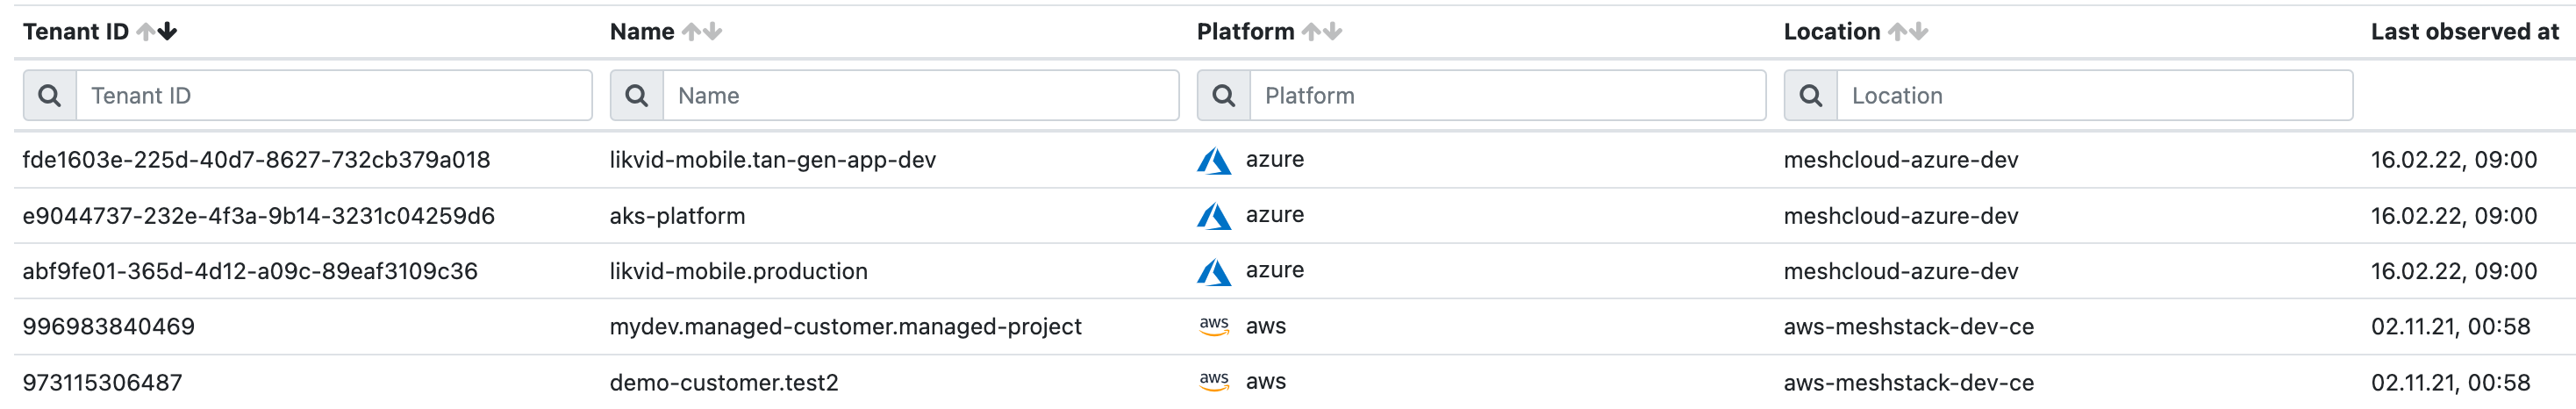 Tenant ID Name Platform Location Last observed at
Tenant ID Name Platform Location
fde1603e-225d-40d7-8627-732cb379a018 likvid-mobile.tan-gen-app-dev azure meshcloud-azure-dev 16.02.22, 09:00
e9044737-232e-4f3a-9b14-3231c04259d6 aks-platform azure meshcloud-azure-dev 16.02.22, 09:00
abf9fe01-365d-4d12-a09c-89eaf3109c36 likvid-mobile.production azure meshcloud-azure-dev 16.02.22, 09:00
996983840469 mydev.managed-customer.managed-project aws aws aws-meshstack-dev-ce 02.11.21, 00:58
973115306487 demo-customer.test2 aws aws aws-meshstack-dev-ce 02.11.21, 00:58